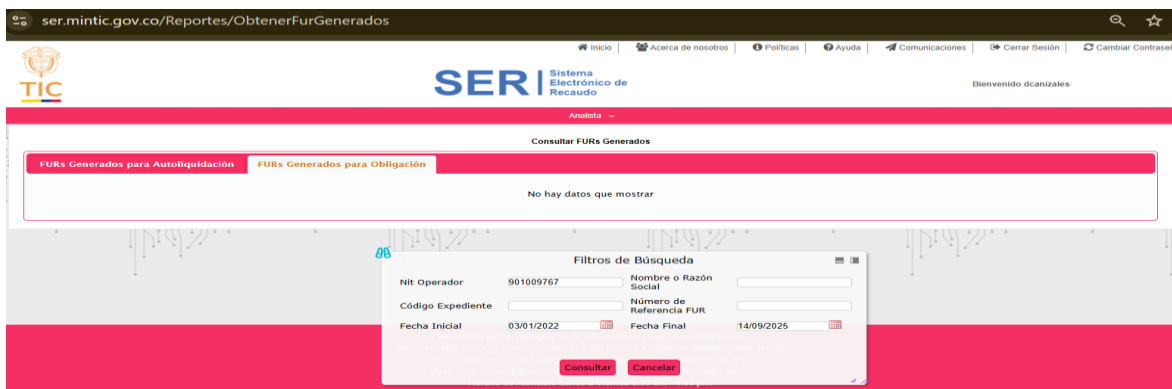 ser.mintic.gov.co/Reportes/ObtenerFurGenerados
Inicio | Acerca de nosotros | Políticas | Ayuda | Comunicaciones | Cerrar Sesión | Cambiar Contraseñ
TIC
SER | Sistema Electrónico de Recaudo
Bienvenido dcanizales
Analista
Consultar FURs Generados
FURs Generados para Autoliquidación FURs Generados para Obligación
No hay datos que mostrar
Filtros de Búsqueda
Nit Operador 901009767 Nombre o Razón Social
Código Expediente Número de Referencia FUR
Fecha Inicial 03/01/2022 Fecha Final 14/09/2025
Consultar Cancelar